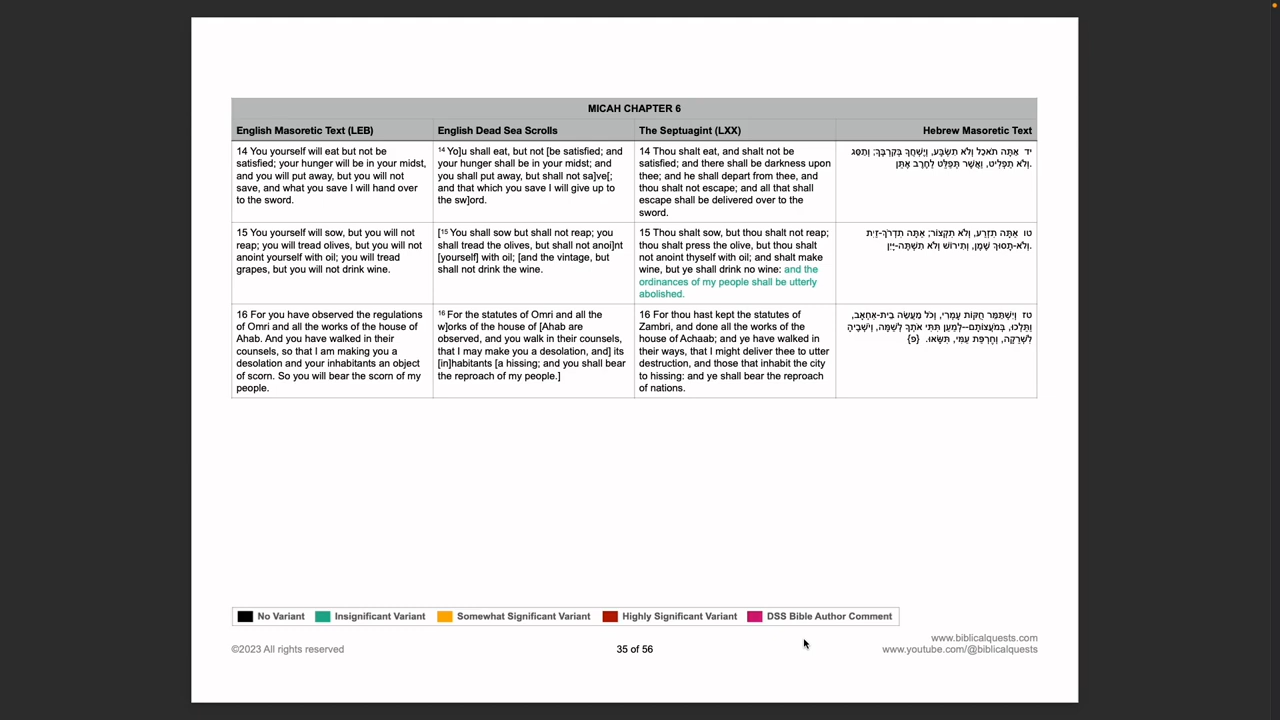 MICAH CHAPTER 6
English Masoretic Text (LEB)
English Dead Sea Scrolls
The Septuagint (LXX)
Hebrew Masoretic Text
14 You yourself will eat but not be
satisfied; your hunger will be in your midst,
and you will put away, but you will not
save, and what you save I will hand over
to the sword.
¹⁴ Yo]u shall eat, but not [be satisfied; and
your hunger shall be in your midst; and
you shall put away, but shall not sa]ve[;
and that which you save I will give up to
the sw]ord.
14 Thou shalt eat, and shalt not be
satisfied; and there shall be darkness upon
thee; and he shall depart from thee, and
thou shalt not escape; and all that shall
escape shall be delivered over to the
sword.
יד אַתָּה תֹאכַל וְלֹא תִשְׂבָּע, וְיֶשְׁחֲךָ בְּקִרְבֶּךָ; וְתַסֵּג
וְלֹא תַפְלִיט, וַאֲשֶׁר תְּפַלֵּט לַחֶרֶב אֶתֵּן.
15 You yourself will sow, but you will not
reap; you will tread olives, but you will not
anoint yourself with oil; you will tread
grapes, but you will not drink wine.
[¹⁵ You shall sow but shall not reap; you
shall tread the olives, but shall not anoi]nt
[yourself] with oil; [and the vintage, but
shall not drink the wine.
15 Thou shalt sow, but thou shalt not reap;
thou shalt press the olive, but thou shalt
not anoint thyself with oil; and shalt make
wine, but ye shall drink no wine: and the
ordinances of my people shall be utterly
abolished.
טו אַתָּה תִזְרַע, וְלֹא תִקְצוֹר; אַתָּה תִדְרֹךְ-זַיִת
וְלֹא-תָסוּךְ שֶׁמֶן, וְתִירוֹשׁ וְלֹא תִשְׁתֶּה-יָּיִן.
16 For you have observed the regulations
of Omri and all the works of the house of
Ahab. And you have walked in their
counsels, so that I am making you a
desolation and your inhabitants an object
of scorn. So you will bear the scorn of my
people.
¹⁶ For the statutes of Omri and all the
w]orks of the house of [Ahab are
observed, and you walk in their counsels,
that I may make you a desolation, and] its
[in]habitants [a hissing; and you shall bear
the reproach of my people.]
16 For thou hast kept the statutes of
Zambri, and done all the works of the
house of Achaab; and ye have walked in
their ways, that I might deliver thee to utter
destruction, and those that inhabit the city
to hissing: and ye shall bear the reproach
of nations.
טז וְיִשְׁתַּמֵּר חֻקּוֹת עָמְרִי, וְכֹל מַעֲשֵׂה בֵית-אַחְאָב,
וַתֵּלְכוּ, בְּמֹעֲצוֹתָם--לְמַעַן תִּתִּי אֹתְךָ לְשַׁמָּה, וְיֹשְׁבֶיהָ
לִשְׁרֵקָה, וְחֶרְפַּת עַמִּי, תִּשָּׂאוּ. {פ}
No Variant
Insignificant Variant
Somewhat Significant Variant
Highly Significant Variant
DSS Bible Author Comment
©2023 All rights reserved
35 of 56
www.biblicalquests.com
www.youtube.com/@biblicalquests